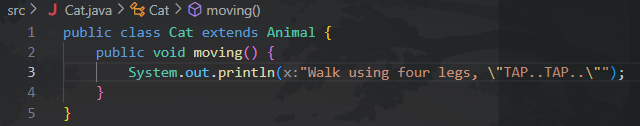 src > J Cat.java > Cat > moving()
1 public class Cat extends Animal {
2 public void moving() {
3 System.out.println(x:"Walk using four legs, \"TAP..TAP..\"");
4 }
5 }